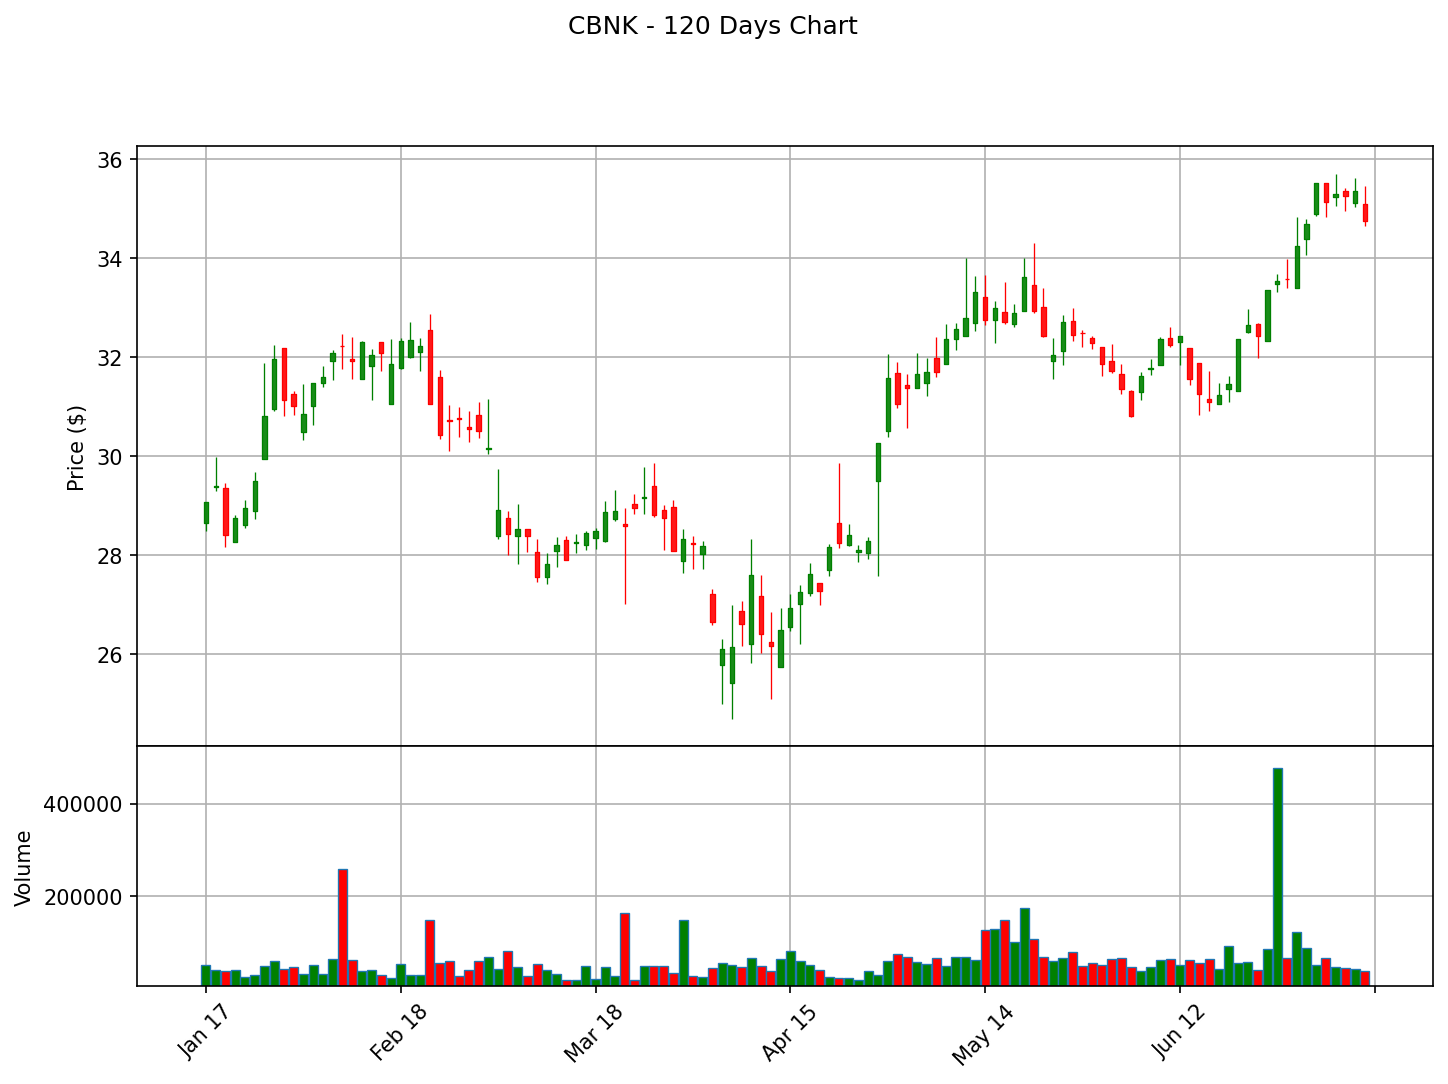 CBNK - 120 Days Chart
36
34
32
30
28
26
Price ($)
400000
200000
Volume
Jan 17
Feb 18
Mar 18
Apr 15
May 14
Jun 12